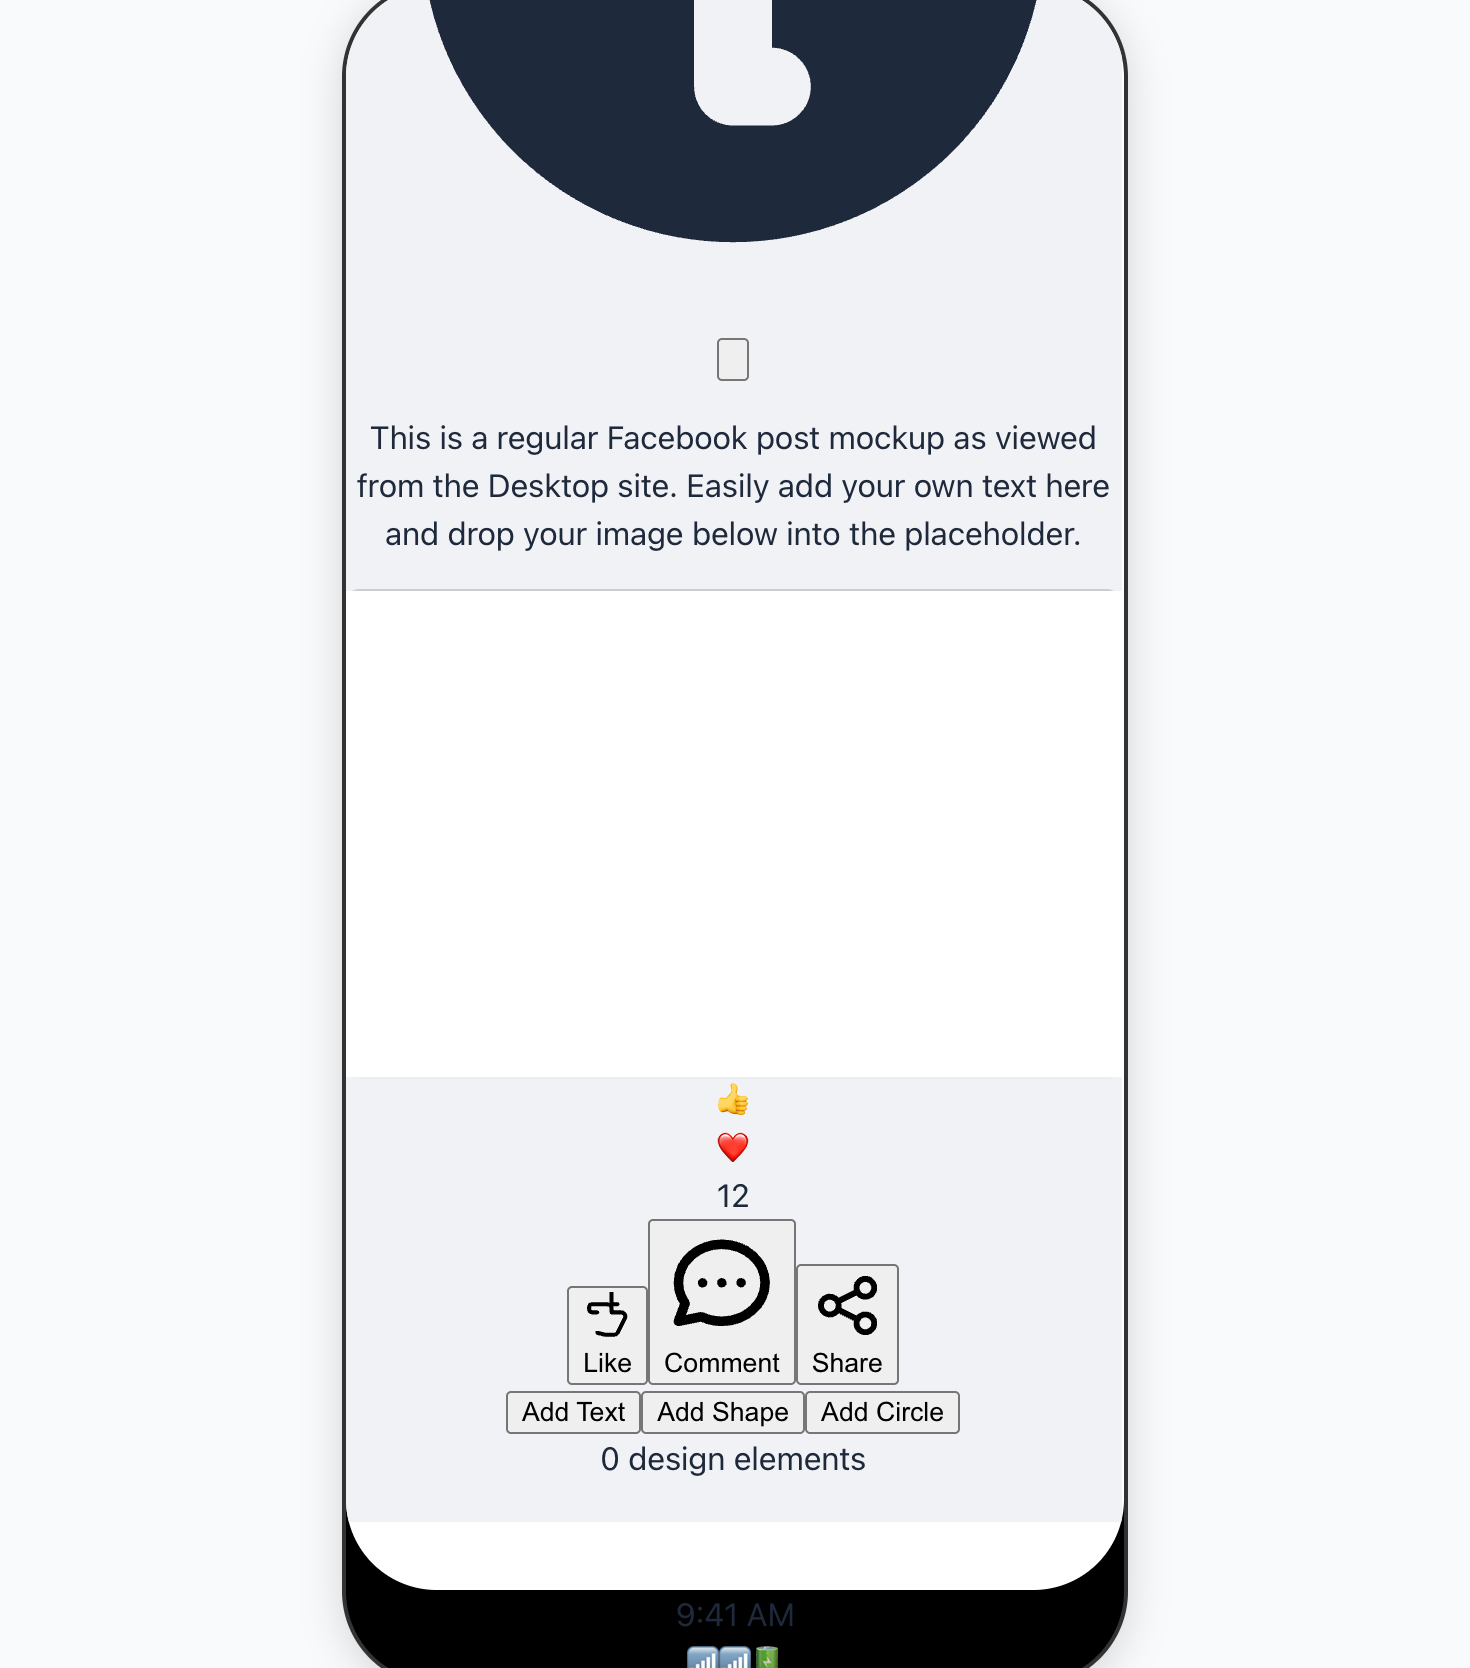 This is a regular Facebook post mockup as viewed
from the Desktop site. Easily add your own text here
and drop your image below into the placeholder.
👍
❤️
12
Like Comment Share
Add Text Add Shape Add Circle
0 design elements
9:41 AM